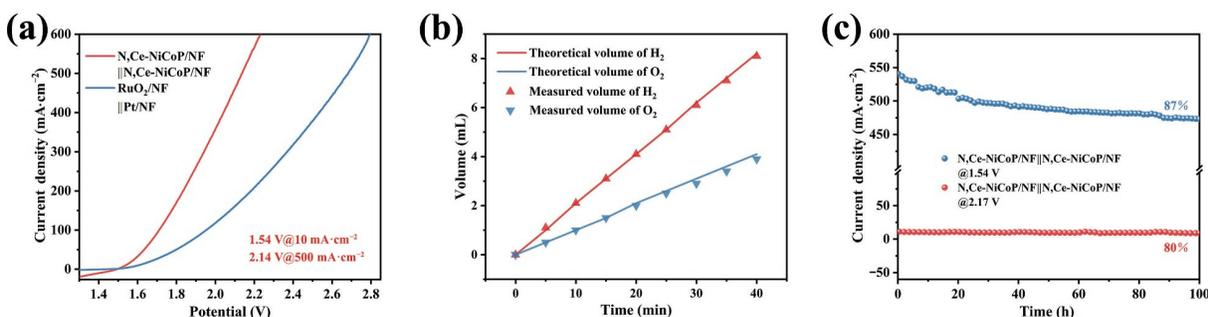 (a)
600
500
400
300
200
100
0
Current density (mA·cm⁻²)
N,Ce-NiCoP/NF
||N,Ce-NiCoP/NF
RuO₂/NF
||Pt/NF
1.54 V@10 mA·cm⁻²
2.14 V@500 mA·cm⁻²
1.4 1.6 1.8 2.0 2.2 2.4 2.6 2.8
Potential (V)
(b)
8
6
4
2
0
Volume (mL)
Theoretical volume of H₂
Theoretical volume of O₂
Measured volume of H₂
Measured volume of O₂
0 10 20 30 40
Time (min)
(c)
600
550
500
450
50
0
−50
Current density (mA·cm⁻²)
87%
N,Ce-NiCoP/NF||N,Ce-NiCoP/NF
@1.54 V
N,Ce-NiCoP/NF||N,Ce-NiCoP/NF
@2.17 V
80%
0 20 40 60 80 100
Time (h)